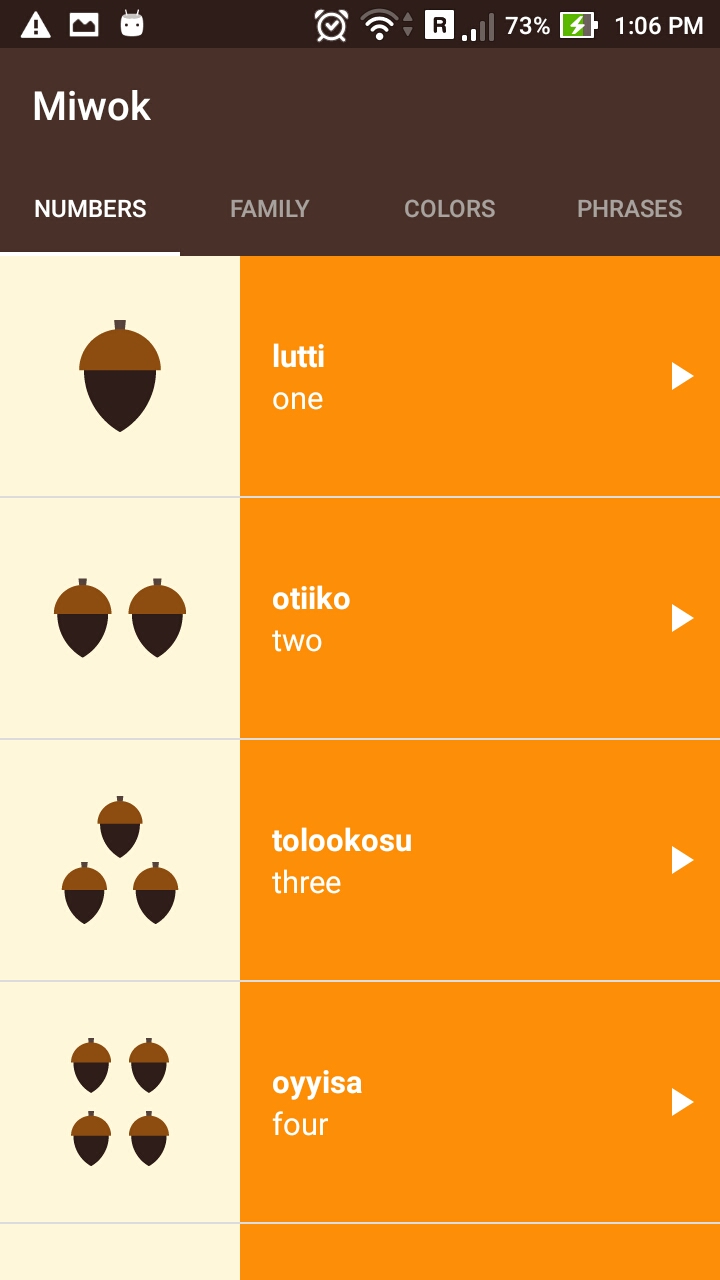 R 73% 1:06 PM
Miwok
NUMBERS FAMILY COLORS PHRASES
lutti
one
otiiko
two
tolookosu
three
oyyisa
four